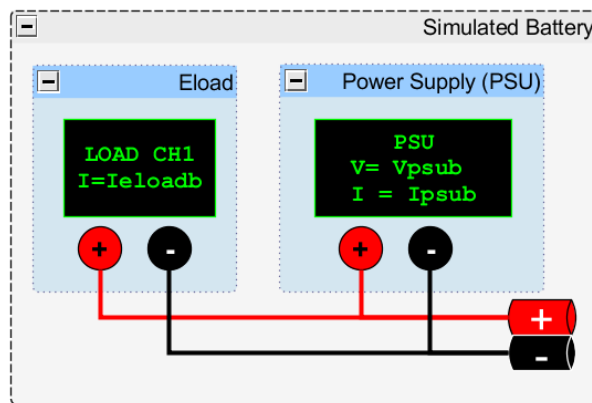 Simulated Battery
Eload
LOAD CH1
I=Ieloadb
+
-
Power Supply (PSU)
PSU
V= Vpsub
I = Ipsub
+
-
+
-